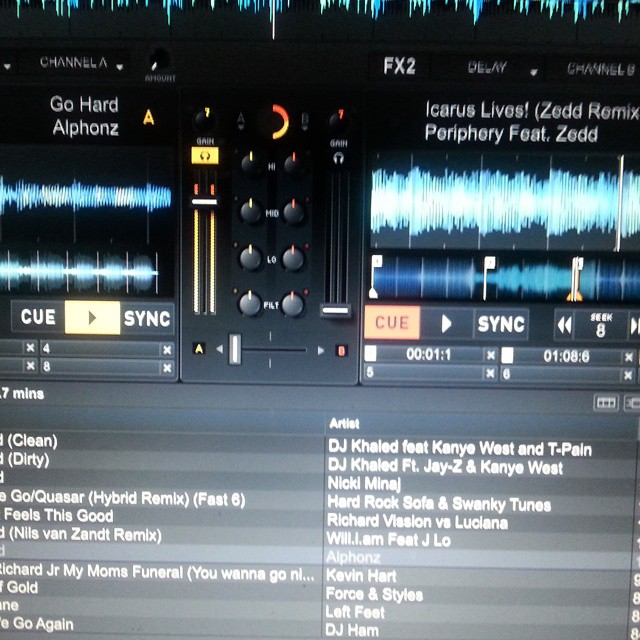 CHANNEL A
AMOUNT
FX2
DELAY
CHANNEL B
Go Hard
Alphonz
A
7
A
B
7
GAIN
GAIN
HI
MID
LO
FILT
A
B
Icarus Lives! (Zedd Remix
Periphery Feat. Zedd
CUE
SYNC
CUE
SYNC
SEEK
8
4
8
00:01:1
01:08:6
5
6
.7 mins
Artist
(Clean)
DJ Khaled feat Kanye West and T-Pain
(Dirty)
DJ Khaled Ft. Jay-Z & Kanye West
Nicki Minaj
e Go/Quasar (Hybrid Remix) (Fast 6)
Hard Rock Sofa & Swanky Tunes
Feels This Good
Richard Vission vs Luciana
(Nils van Zandt Remix)
Will.I.am Feat J Lo
Alphonz
Richard Jr My Moms Funeral (You wanna go ni...
Kevin Hart
f Gold
Force & Styles
ane
Left Feet
e Go Again
DJ Ham